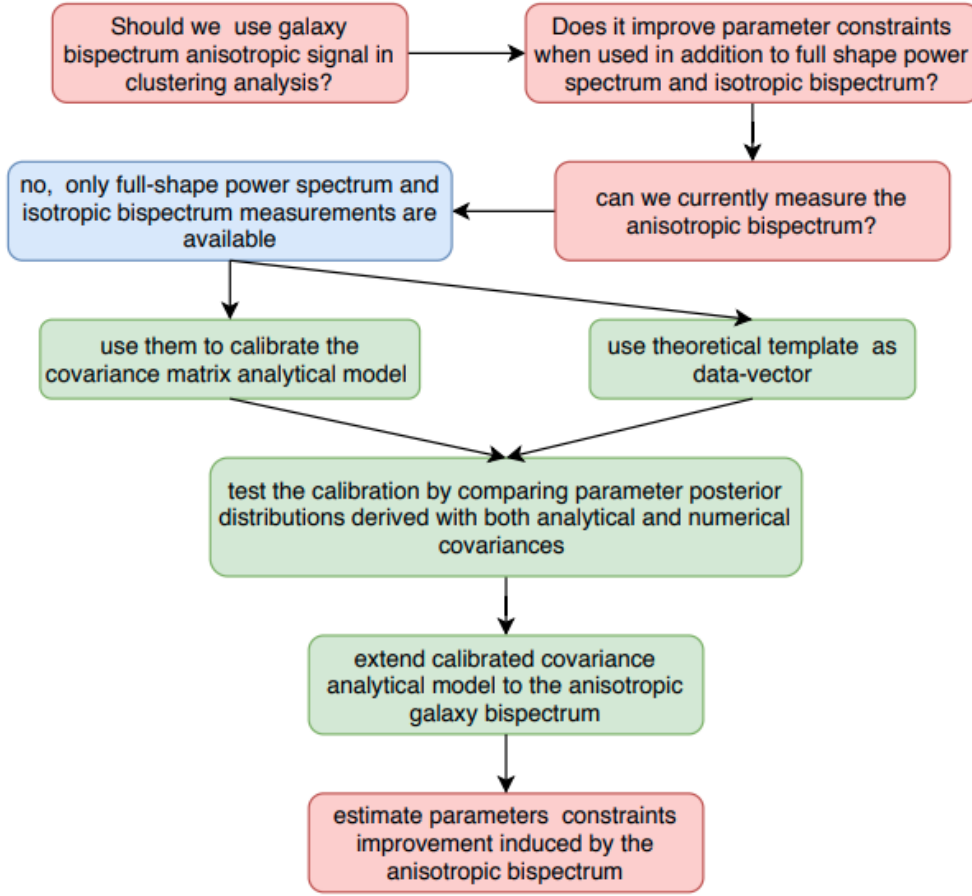 Should we use galaxy
bispectrum anisotropic signal in
clustering analysis?
Does it improve parameter constraints
when used in addition to full shape power
spectrum and isotropic bispectrum?
can we currently measure the
anisotropic bispectrum?
no, only full-shape power spectrum and
isotropic bispectrum measurements are
available
use them to calibrate the
covariance matrix analytical model
use theoretical template as
data-vector
test the calibration by comparing parameter posterior
distributions derived with both analytical and numerical
covariances
extend calibrated covariance
analytical model to the anisotropic
galaxy bispectrum
estimate parameters constraints
improvement induced by the
anisotropic bispectrum